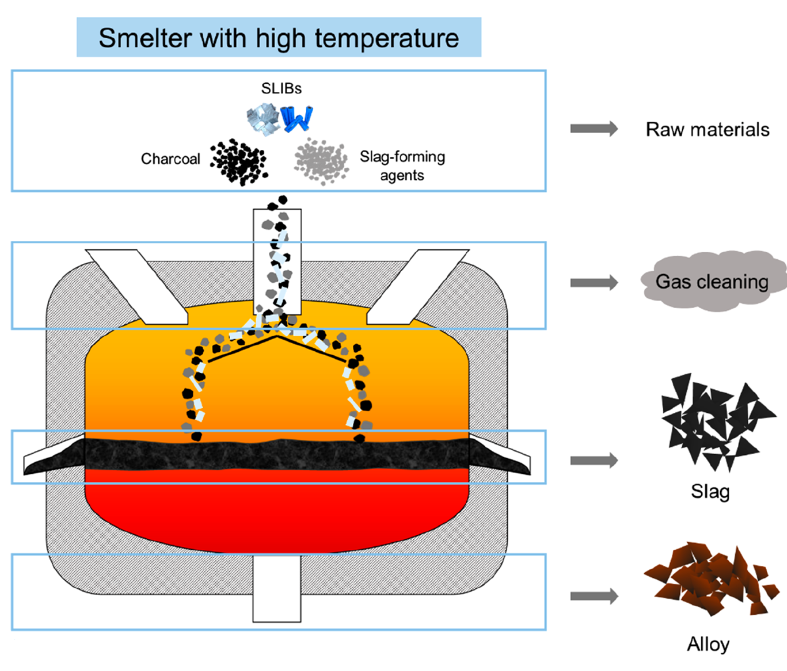 Smelter with high temperature
SLIBs
Charcoal
Slag-forming
agents
Raw materials
Gas cleaning
Slag
Alloy